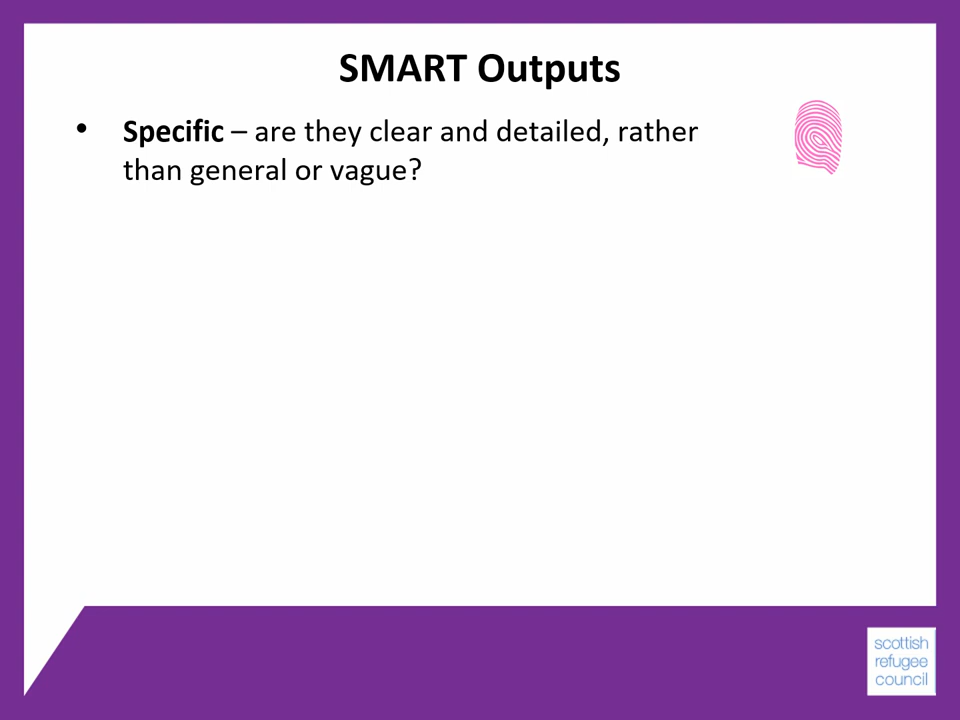 SMART Outputs
• Specific – are they clear and detailed, rather
than general or vague?
scottish
refugee
council